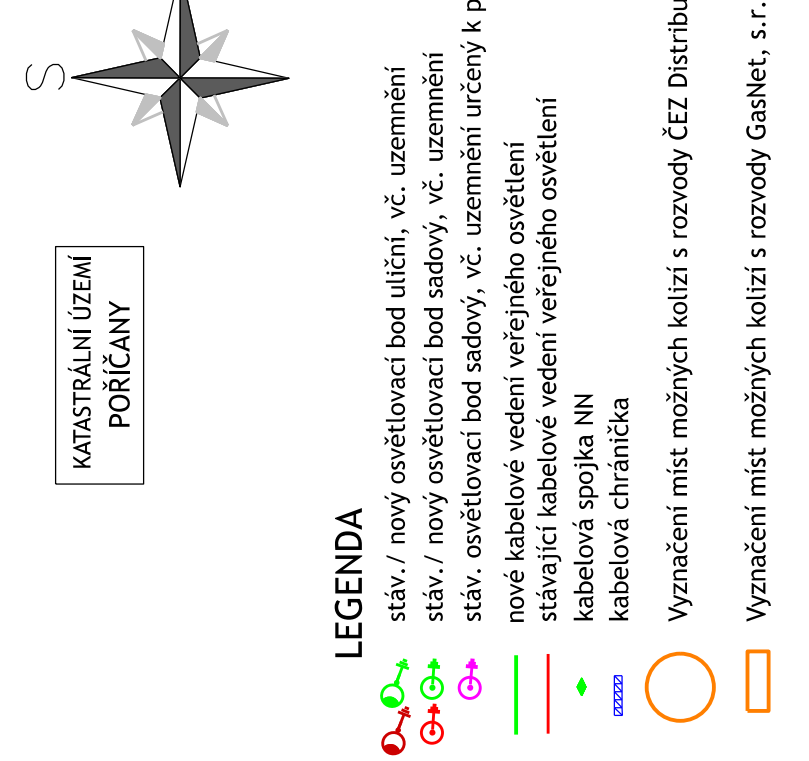 S
KATASTRÁLNÍ ÚZEMÍ
POŘÍČANY
LEGENDA
stáv./ nový osvětlovací bod uliční, vč. uzemnění
stáv./ nový osvětlovací bod sadový, vč. uzemnění
stáv. osvětlovací bod sadový, vč. uzemnění určený k p
nové kabelové vedení veřejného osvětlení
stávající kabelové vedení veřejného osvětlení
kabelová spojka NN
kabelová chránička
Vyznačení míst možných kolizí s rozvody ČEZ Distribu
Vyznačení míst možných kolizí s rozvody GasNet, s.r.